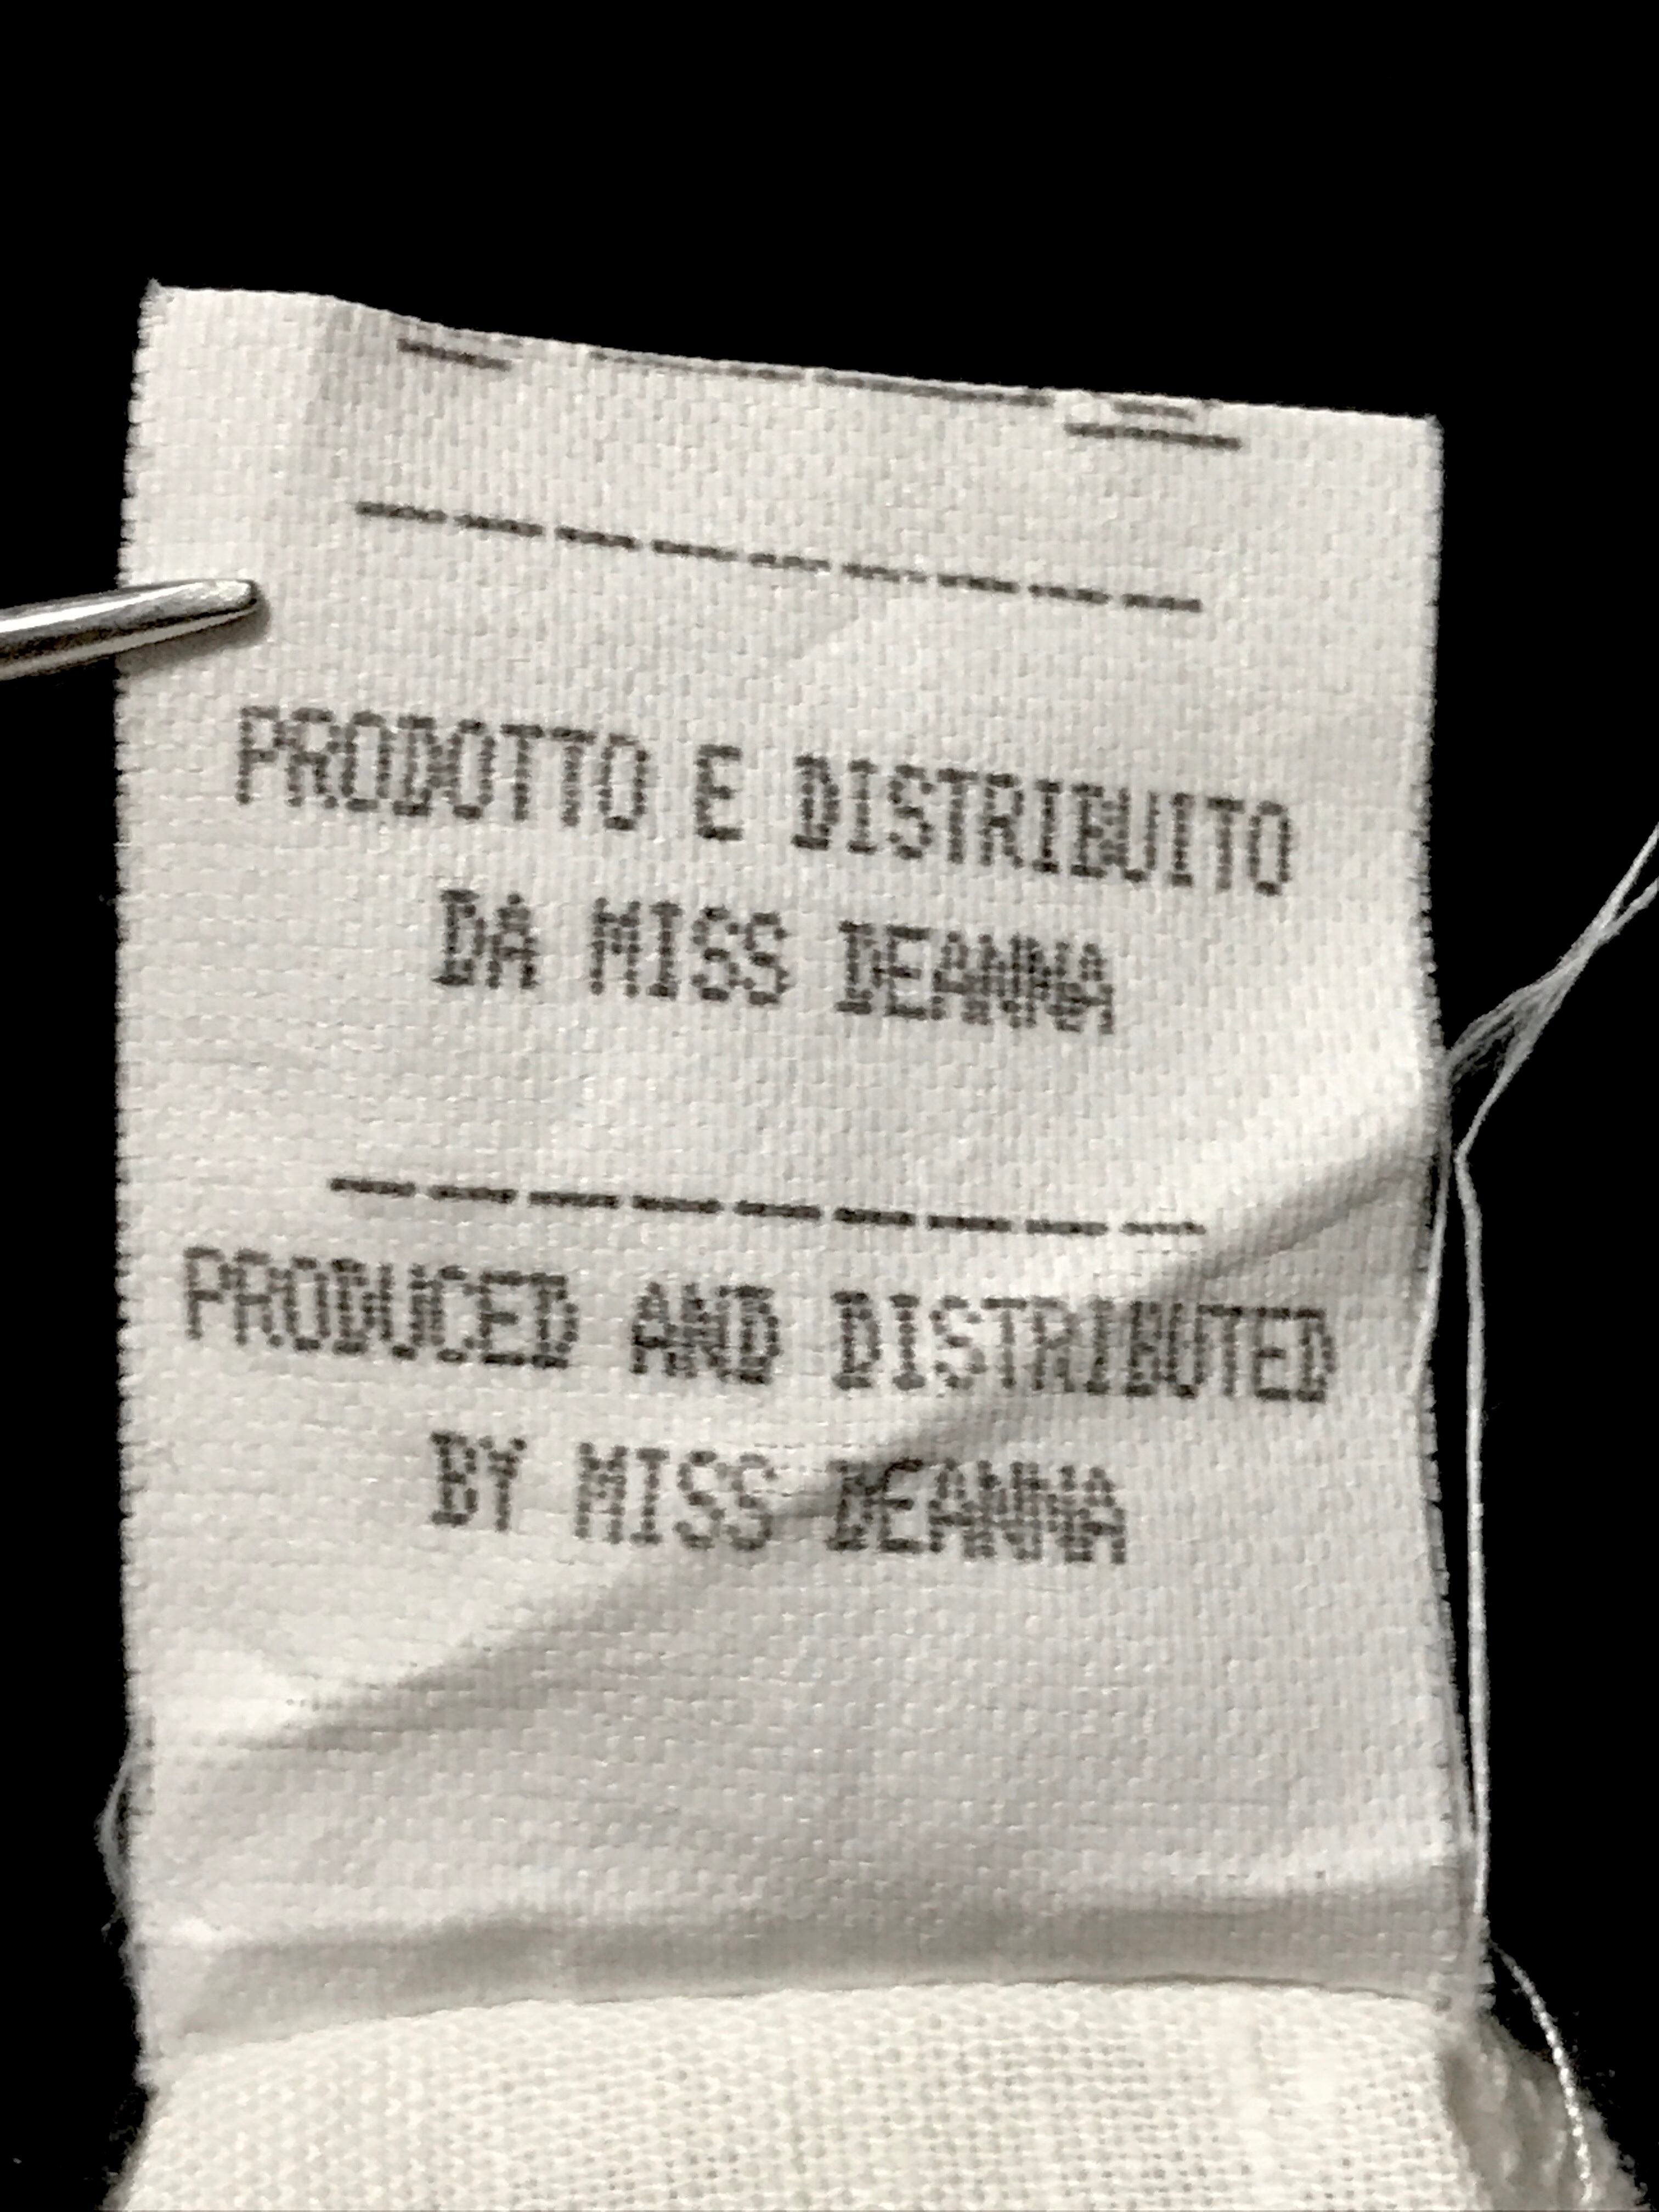 PRODOTTO E DISTRIBUITO
DA MISS DEANNA
PRODUCED AND DISTRIBUTED
BY MISS DEANNA